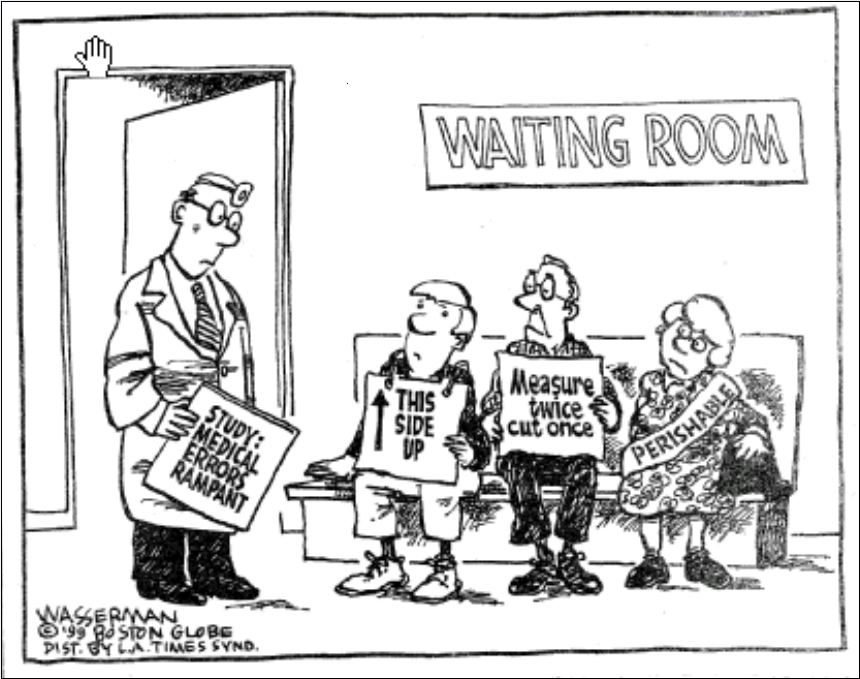 WAITING ROOM
STUDY:
MEDICAL
ERRORS
RAMPANT
THIS
SIDE
UP
Measure
twice
cut once
PERISHABLE
WASSERMAN
© '99 BOSTON GLOBE
DIST. BY L.A. TIMES SYND.